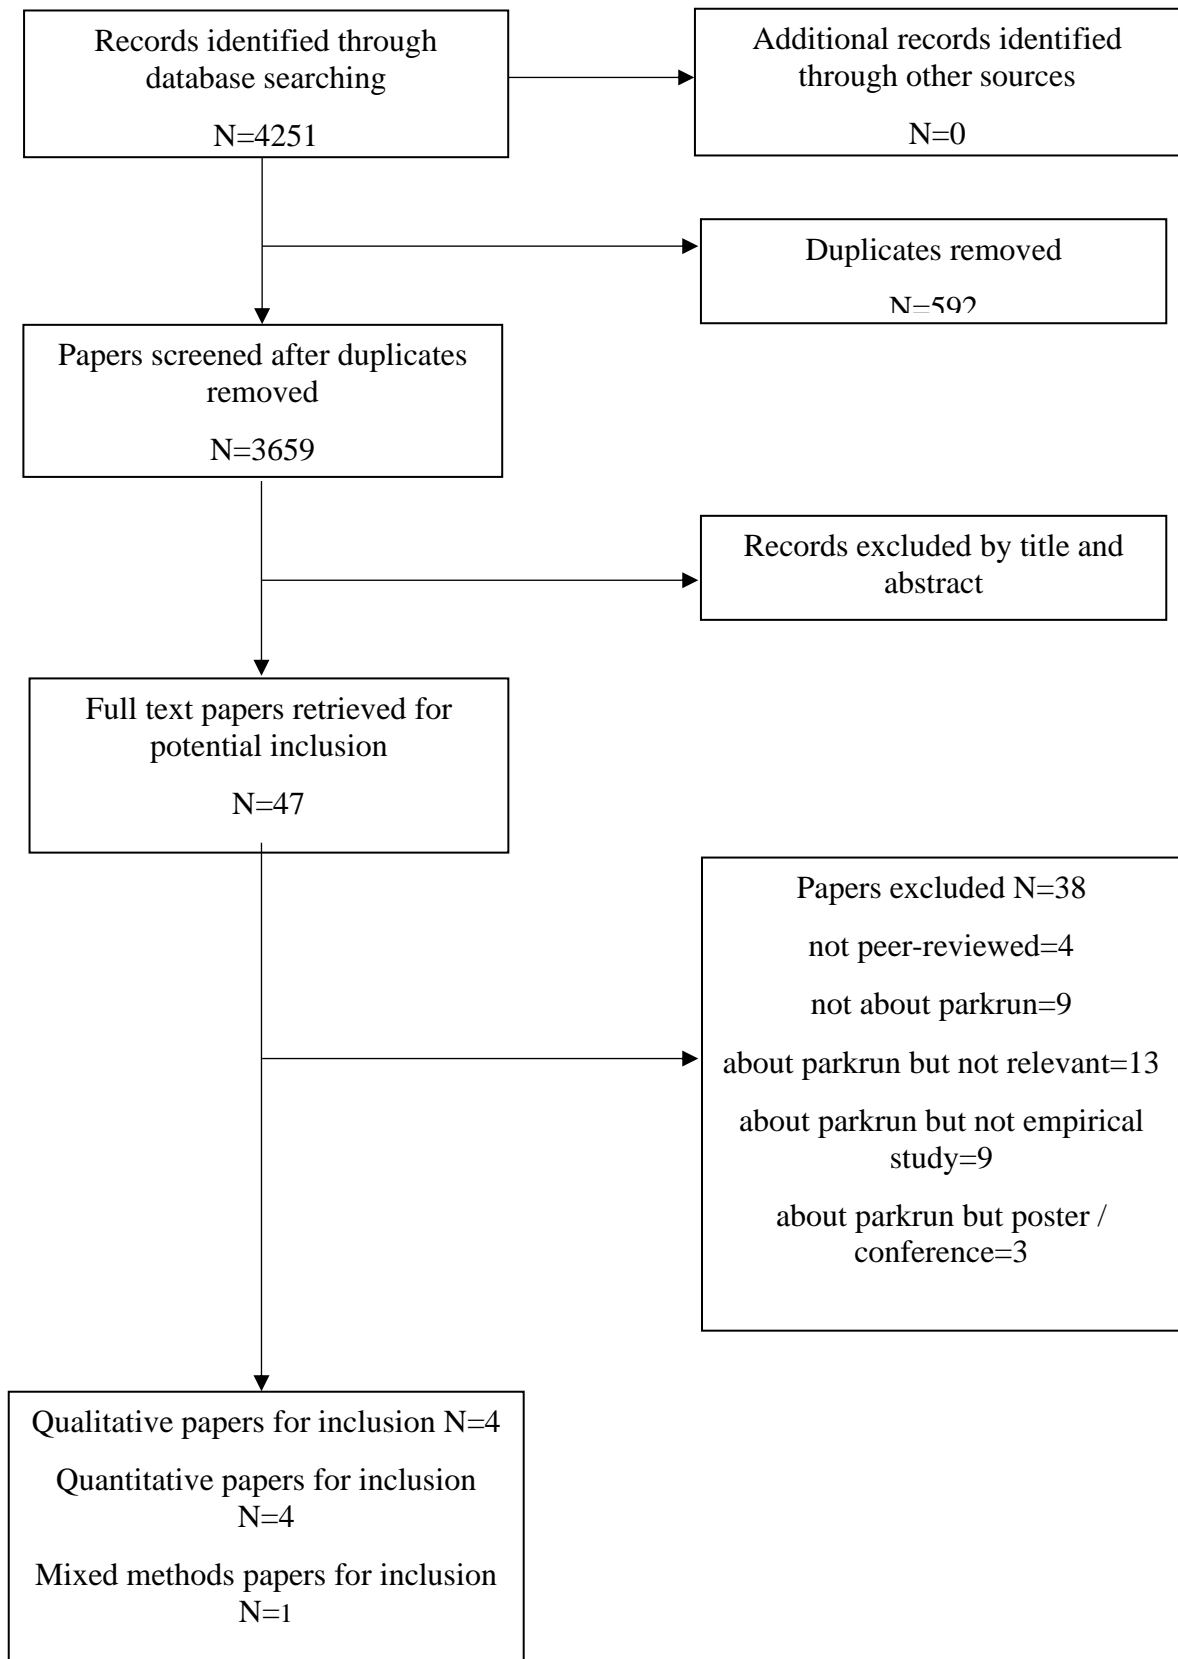 Records identified through
database searching
N=4251
Additional records identified
through other sources
N=0
Duplicates removed
N=592
Papers screened after duplicates
removed
N=3659
Records excluded by title and
abstract
Full text papers retrieved for
potential inclusion
N=47
Papers excluded N=38
not peer-reviewed=4
not about parkrun=9
about parkrun but not relevant=13
about parkrun but not empirical
study=9
about parkrun but poster /
conference=3
Qualitative papers for inclusion N=4
Quantitative papers for inclusion
N=4
Mixed methods papers for inclusion
N=1